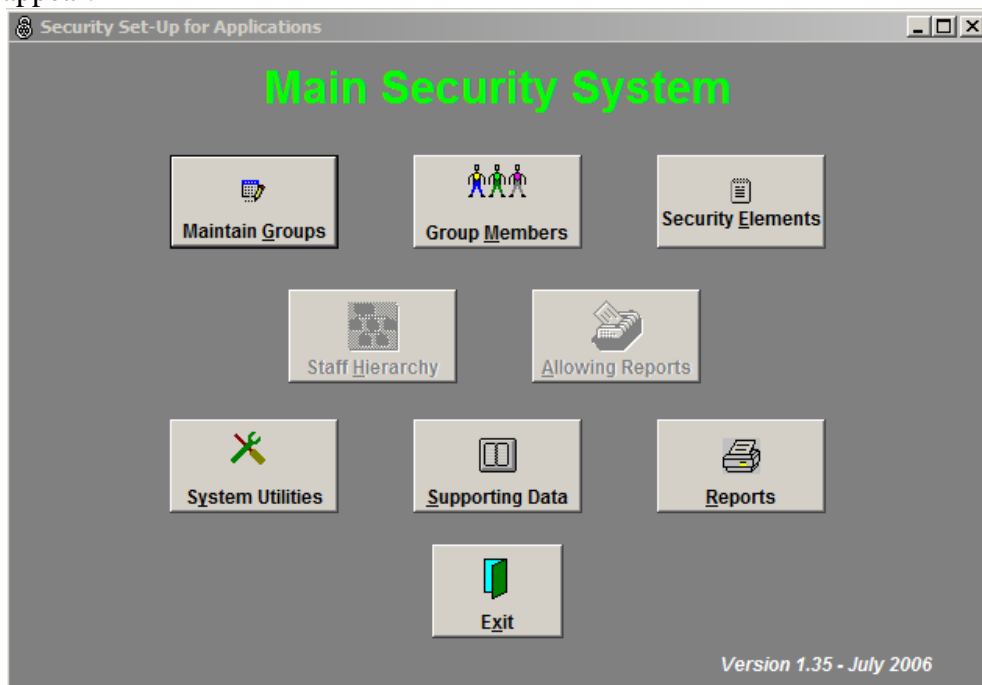 appear.
Security Set-Up for Applications
Main Security System
Maintain Groups
Group Members
Security Elements
Staff Hierarchy
Allowing Reports
System Utilities
Supporting Data
Reports
Exit
Version 1.35 - July 2006